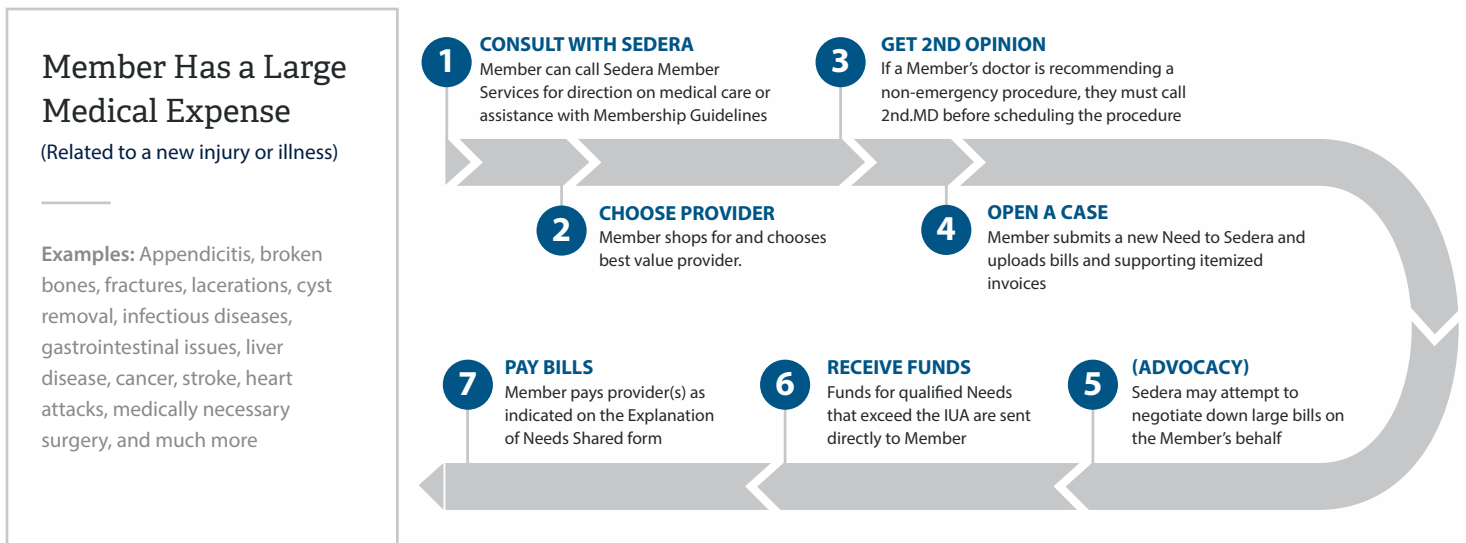 Member Has a Large
Medical Expense
(Related to a new injury or illness)
Examples: Appendicitis, broken
bones, fractures, lacerations, cyst
removal, infectious diseases,
gastrointestinal issues, liver
disease, cancer, stroke, heart
attacks, medically necessary
surgery, and much more
1
CONSULT WITH SEDERA
Member can call Sedera Member
Services for direction on medical care or
assistance with Membership Guidelines
2
CHOOSE PROVIDER
Member shops for and chooses
best value provider.
3
GET 2ND OPINION
If a Member's doctor is recommending a
non-emergency procedure, they must call
2nd.MD before scheduling the procedure
4
OPEN A CASE
Member submits a new Need to Sedera and
uploads bills and supporting itemized
invoices
5
(ADVOCACY)
Sedera may attempt to
negotiate down large bills on
the Member's behalf
6
RECEIVE FUNDS
Funds for qualified Needs
that exceed the IUA are sent
directly to Member
7
PAY BILLS
Member pays provider(s) as
indicated on the Explanation
of Needs Shared form